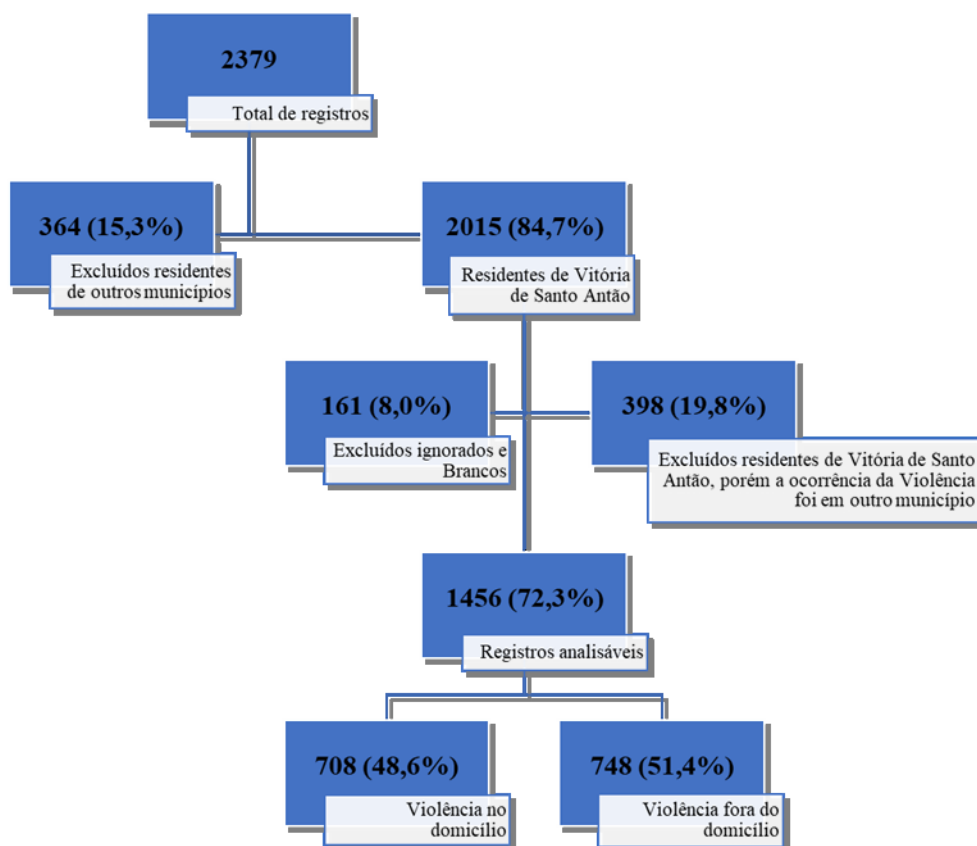 2379
Total de registros
364 (15,3%)
Excluídos residentes
de outros municípios
2015 (84,7%)
Residentes de Vitória
de Santo Antão
161 (8,0%)
Excluídos ignorados e
Brancos
398 (19,8%)
Excluídos residentes de Vitória de Santo
Antão, porém a ocorrência da Violência
foi em outro município
1456 (72,3%)
Registros analisáveis
708 (48,6%)
Violência no
domicílio
748 (51,4%)
Violência fora do
domicílio